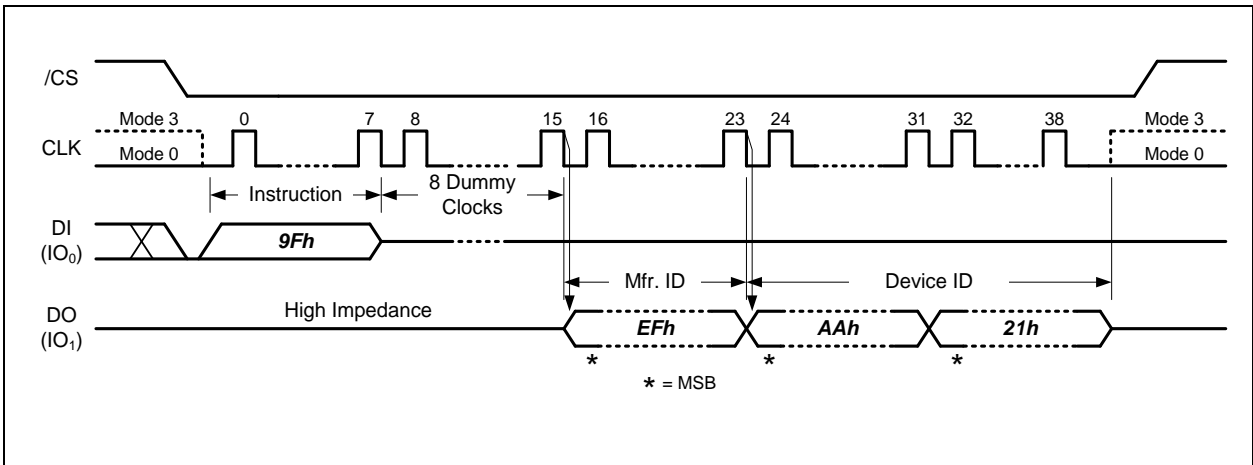 /CS
Mode 3 0 7 8 15 16 23 24 31 32 38 Mode 3
CLK
Mode 0 Mode 0
Instruction
8 Dummy
Clocks
DI
(IO0)
9Fh
Mfr. ID
Device ID
DO
(IO1)
High Impedance
EFh
AAh
21h
* * *
* = MSB